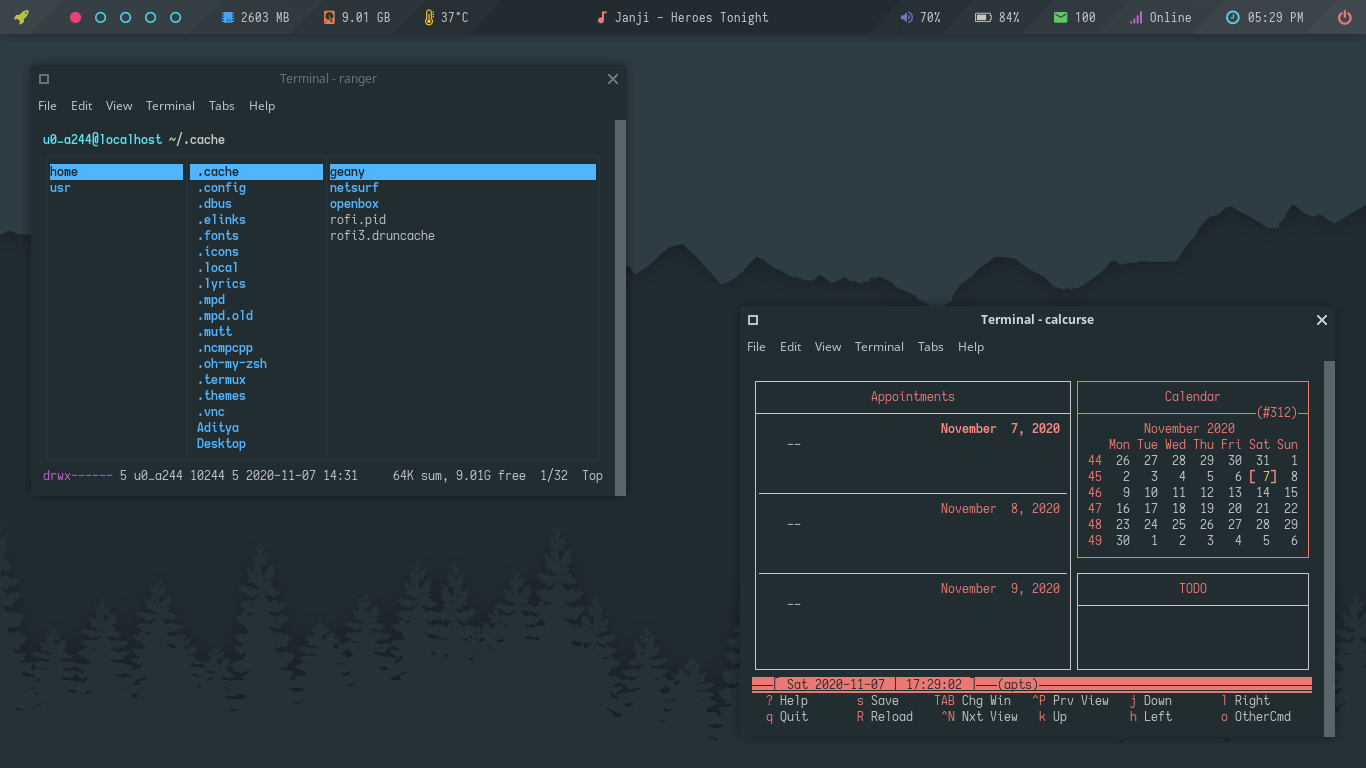 2603 MB 9.01 GB 37°C Janji - Heroes Tonight 70% 84% 100 Online 05:29 PM
Terminal - ranger
File Edit View Terminal Tabs Help
u0_a244@localhost ~/.cache
home .cache geany
usr .config netsurf
.dbus openbox
.elinks rofi.pid
.fonts rofi3.druncache
.icons
.local
.lyrics
.mpd
.mpd.old
.mutt
.ncmpcpp
.oh-my-zsh
.termux
.themes
.vnc
Aditya
Desktop
drwx------ 5 u0_a244 10244 5 2020-11-07 14:31 64K sum, 9.01G free 1/32 Top
Terminal - calcurse
File Edit View Terminal Tabs Help
Appointments
November 7, 2020
--
November 8, 2020
--
November 9, 2020
--
Calendar
(#312)
November 2020
Mon Tue Wed Thu Fri Sat Sun
44 26 27 28 29 30 31 1
45 2 3 4 5 6 [ 7] 8
46 9 10 11 12 13 14 15
47 16 17 18 19 20 21 22
48 23 24 25 26 27 28 29
49 30 1 2 3 4 5 6
TODO
[ Sat 2020-11-07 | 17:29:02 ] (apts)
? Help s Save TAB Chg Win ^P Prv View j Down l Right
q Quit R Reload ^N Nxt View k Up h Left o OtherCmd